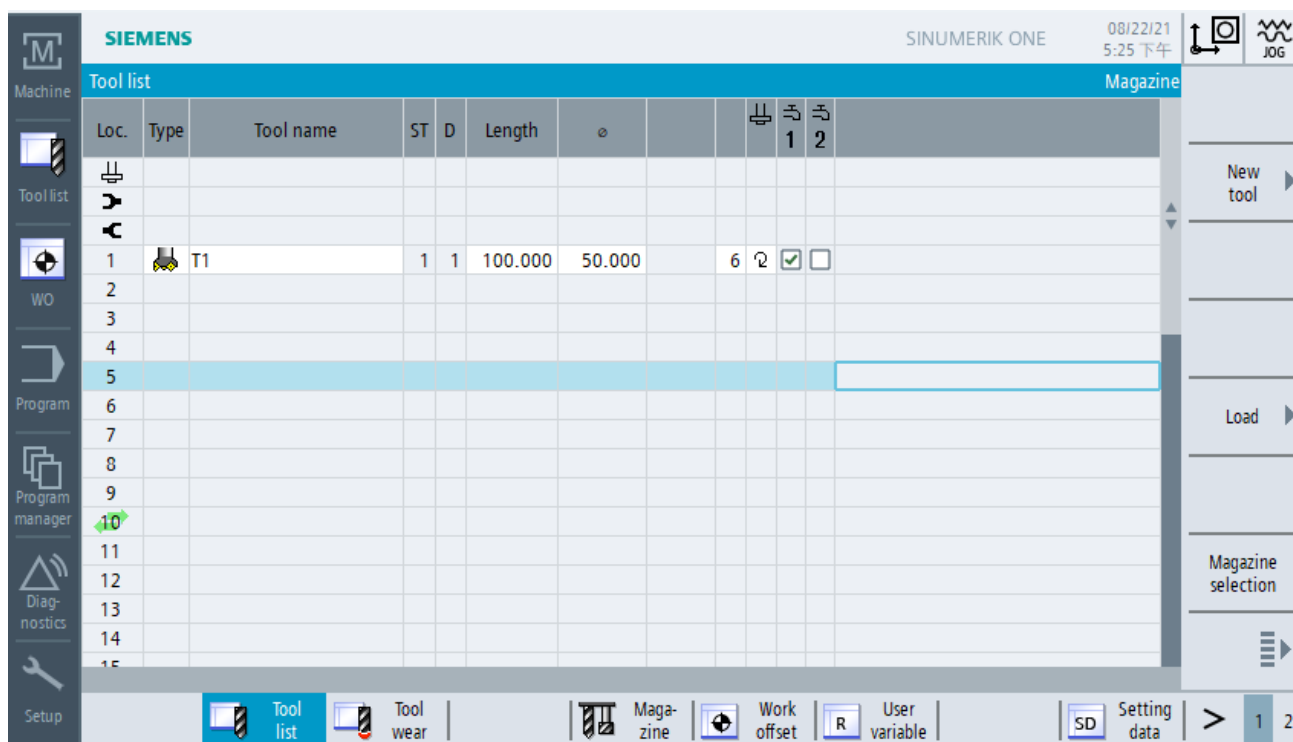 SIEMENS
SINUMERIK ONE
08/22/21
5:25 下午
M
JOG
Machine
Tool list
Magazine
Loc. Type Tool name ST D Length ⌀ 1 2
1 T1 1 1 100.000 50.000 6
2
3
4
5
6
7
8
9
10
11
12
13
14
Tool list
WO
Program
Program
manager
Diag-
nostics
Setup
New
tool
Load
Magazine
selection
Tool
list
Tool
wear
Maga-
zine
Work
offset
R
User
variable
SD
Setting
data
>
1 2